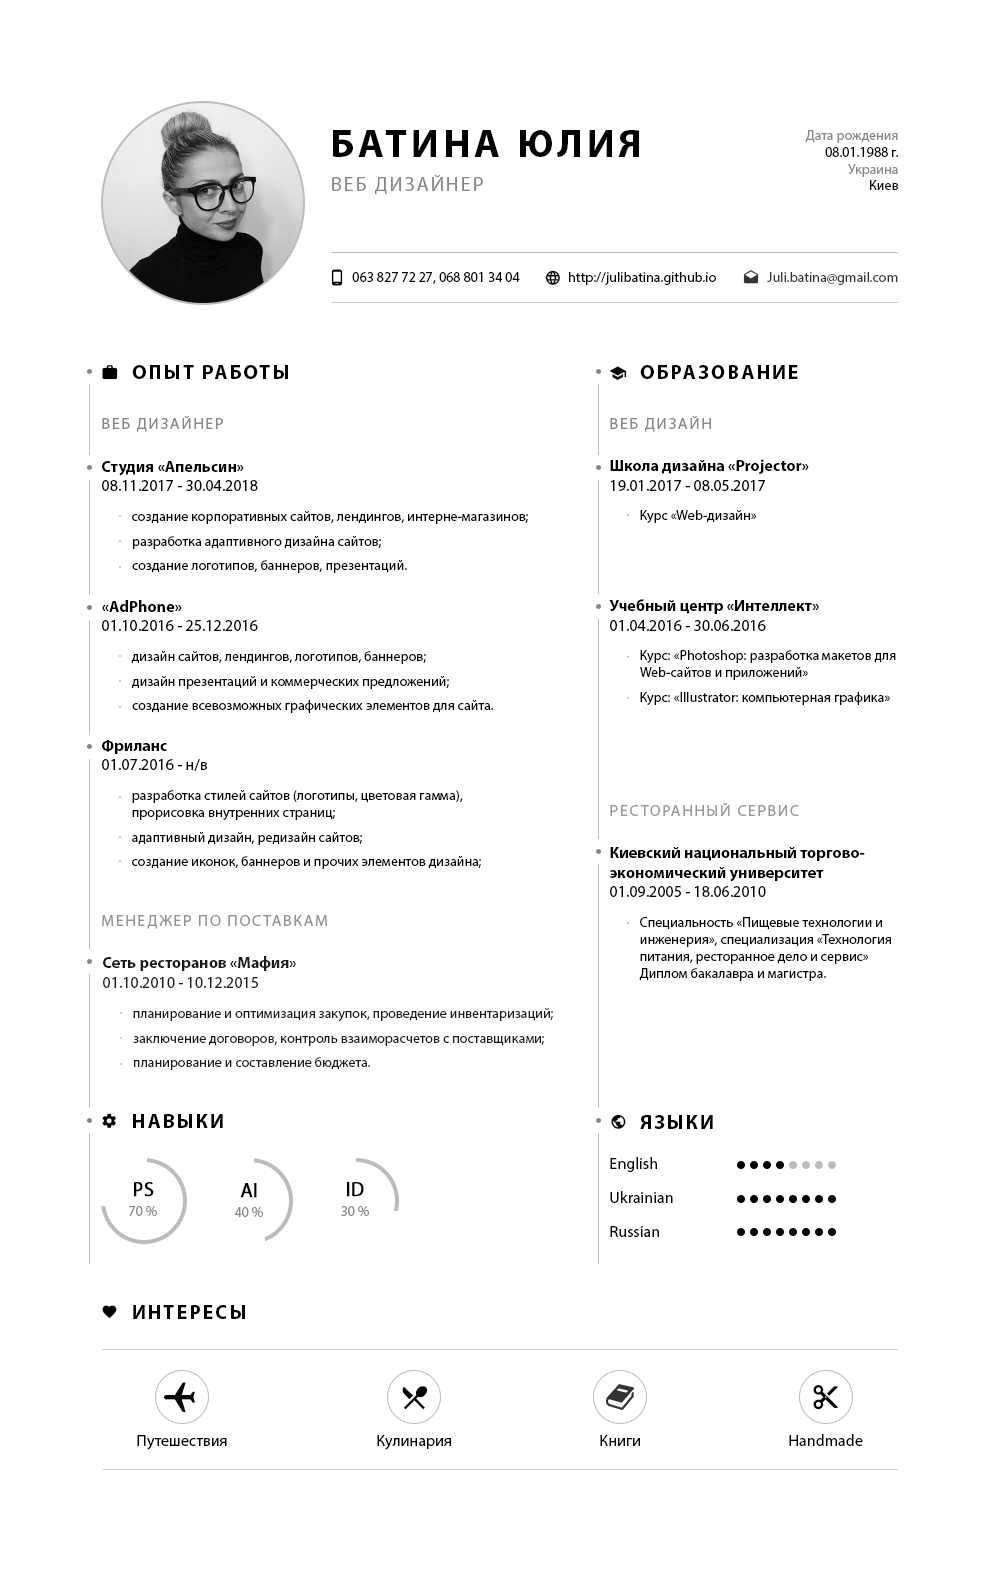 БАТИНА ЮЛИЯ
ВЕБ ДИЗАЙНЕР
Дата рождения
08.01.1988 г.
Украина
Киев
063 827 72 27, 068 801 34 04
http://julibatina.github.io
Juli.batina@gmail.com
ОПЫТ РАБОТЫ
ВЕБ ДИЗАЙНЕР
Студия «Апельсин»
08.11.2017 - 30.04.2018
создание корпоративных сайтов, лендингов, интерне-магазинов;
разработка адаптивного дизайна сайтов;
создание логотипов, баннеров, презентаций.
«AdPhone»
01.10.2016 - 25.12.2016
дизайн сайтов, лендингов, логотипов, баннеров;
дизайн презентаций и коммерческих предложений;
создание всевозможных графических элементов для сайта.
Фриланс
01.07.2016 - н/в
разработка стилей сайтов (логотипы, цветовая гамма),
прорисовка внутренних страниц;
адаптивный дизайн, редизайн сайтов;
создание иконок, баннеров и прочих элементов дизайна;
МЕНЕДЖЕР ПО ПОСТАВКАМ
Сеть ресторанов «Мафия»
01.10.2010 - 10.12.2015
планирование и оптимизация закупок, проведение инвентаризаций;
заключение договоров, контроль взаиморасчетов с поставщиками;
планирование и составление бюджета.
ОБРАЗОВАНИЕ
ВЕБ ДИЗАЙН
Школа дизайна «Projector»
19.01.2017 - 08.05.2017
Курс «Web-дизайн»
Учебный центр «Интеллект»
01.04.2016 - 30.06.2016
Курс: «Photoshop: разработка макетов для
Web-сайтов и приложений»
Курс: «Illustrator: компьютерная графика»
РЕСТОРАННЫЙ СЕРВИС
Киевский национальный торгово-
экономический университет
01.09.2005 - 18.06.2010
Специальность «Пищевые технологии и
инженерия», специализация «Технология
питания, ресторанное дело и сервис»
Диплом бакалавра и магистра.
НАВЫКИ
PS
70 %
AI
40 %
ID
30 %
ЯЗЫКИ
English
Ukrainian
Russian
ИНТЕРЕСЫ
Путешествия
Кулинария
Книги
Handmade